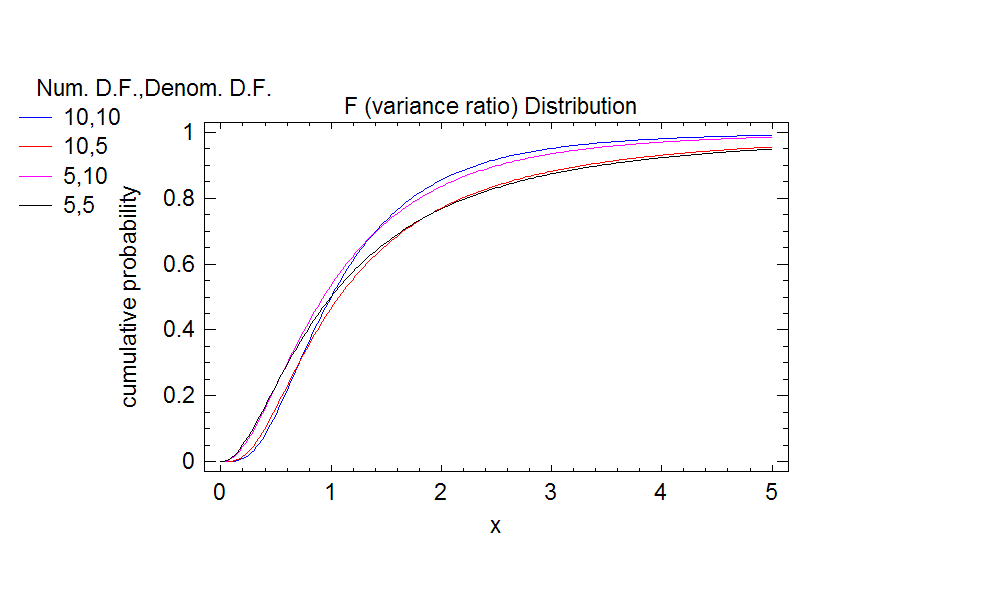 Num. D.F.,Denom. D.F.
10,10
10,5
5,10
5,5
F (variance ratio) Distribution
cumulative probability
1
0.8
0.6
0.4
0.2
0
0 1 2 3 4 5
x